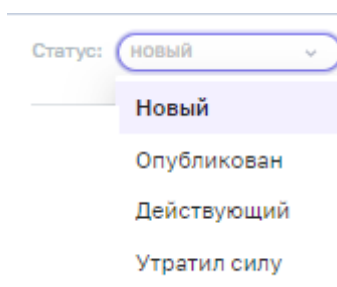 Статус: новый
Новый
Опубликован
Действующий
Утратил силу